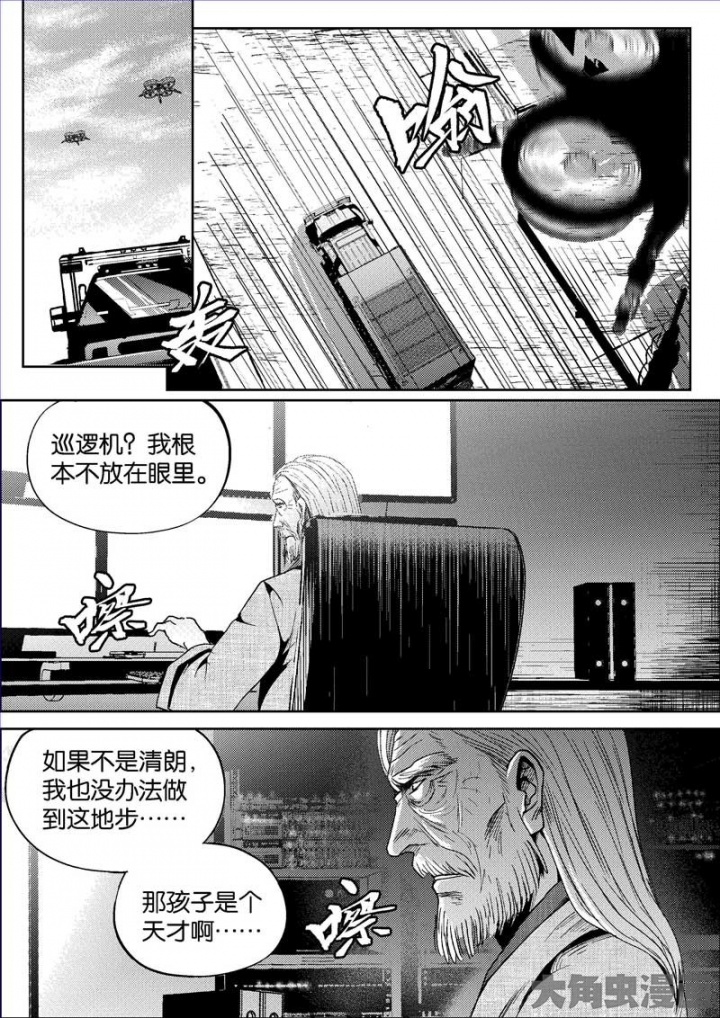 嗡
轰
巡逻机？我根
本不放在眼里。
嚓
如果不是清朗，
我也没办法做
到这地步……
那孩子是个
天才啊……
嚓
大角虫漫